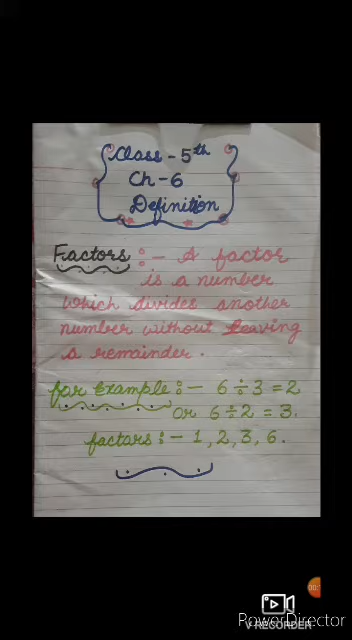 Class - 5th
Ch - 6
Definition
Factors :- A factor
is a number
which divides another
number without Leaving
a remainder.
for Example :- 6 ÷ 3 = 2
or 6 ÷ 2 = 3.
factors :- 1, 2, 3, 6.
V RECORDER
PowerDirector